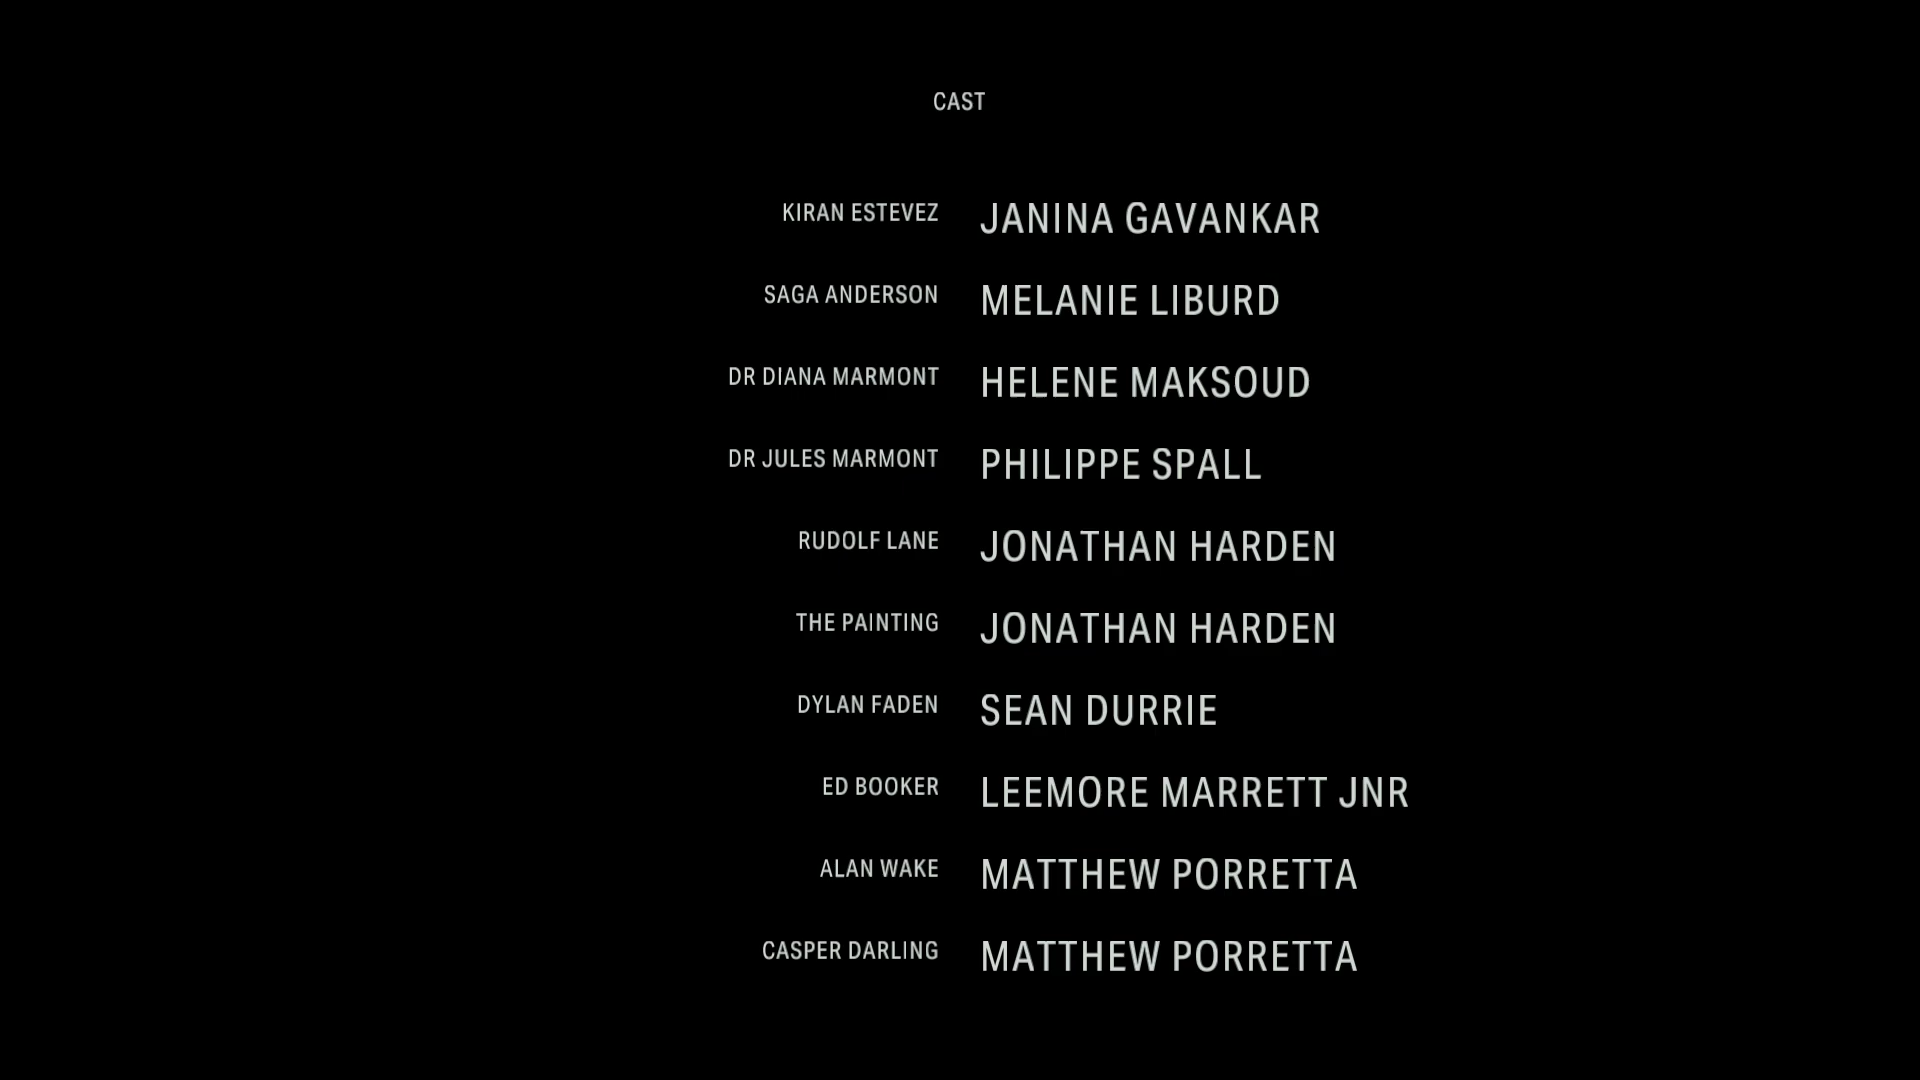 CAST
KIRAN ESTEVEZ JANINA GAVANKAR
SAGA ANDERSON MELANIE LIBURD
DR DIANA MARMONT HELENE MAKSOUD
DR JULES MARMONT PHILIPPE SPALL
RUDOLF LANE JONATHAN HARDEN
THE PAINTING JONATHAN HARDEN
DYLAN FADEN SEAN DURRIE
ED BOOKER LEEMORE MARRETT JNR
ALAN WAKE MATTHEW PORRETTA
CASPER DARLING MATTHEW PORRETTA